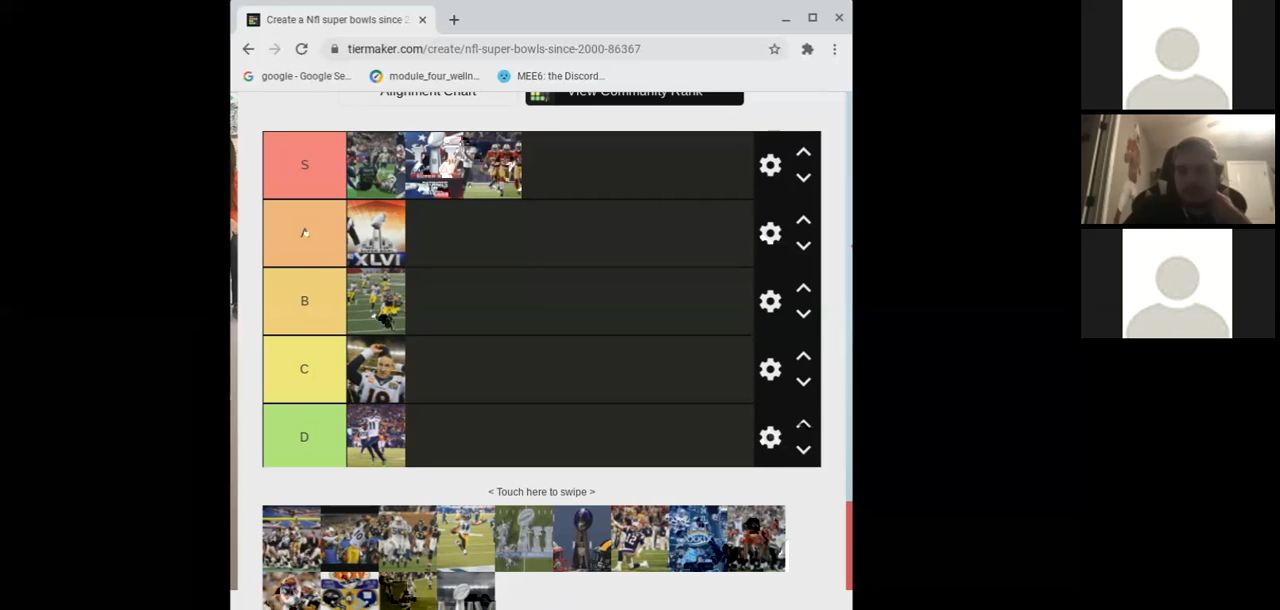 Create a Nfl super bowls since 2
tiermaker.com/create/nfl-super-bowls-since-2000-86367
google - Google Se...
module_four_welln...
MEE6: the Discord...
Alignment Chart
View Community Rank
S
A
XLVI
B
C
D
< Touch here to swipe >